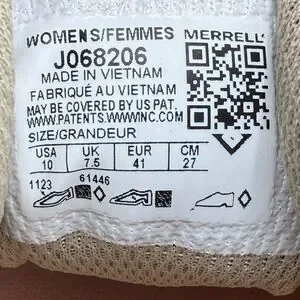 WOMENS/FEMMES MERRELL
J068206
MADE IN VIETNAM
FABRIQUÉ AU VIETNAM
MAY BE COVERED BY US PAT.
WWW.PATENTS.WWWINC.COM
SIZE/GRANDEUR
USA UK EUR CM
10 7.5 41 27
1123 61446